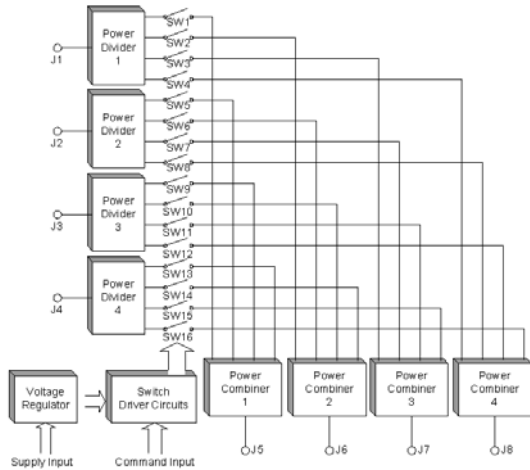 J1
Power
Divider
1
SW1
SW2
SW3
SW4
J2
Power
Divider
2
SW5
SW6
SW7
SW8
J3
Power
Divider
3
SW9
SW10
SW11
SW12
J4
Power
Divider
4
SW13
SW14
SW15
SW16
Voltage
Regulator
Switch
Driver Circuits
Power
Combiner
1
Power
Combiner
2
Power
Combiner
3
Power
Combiner
4
J5
J6
J7
J8
Supply Input
Command Input